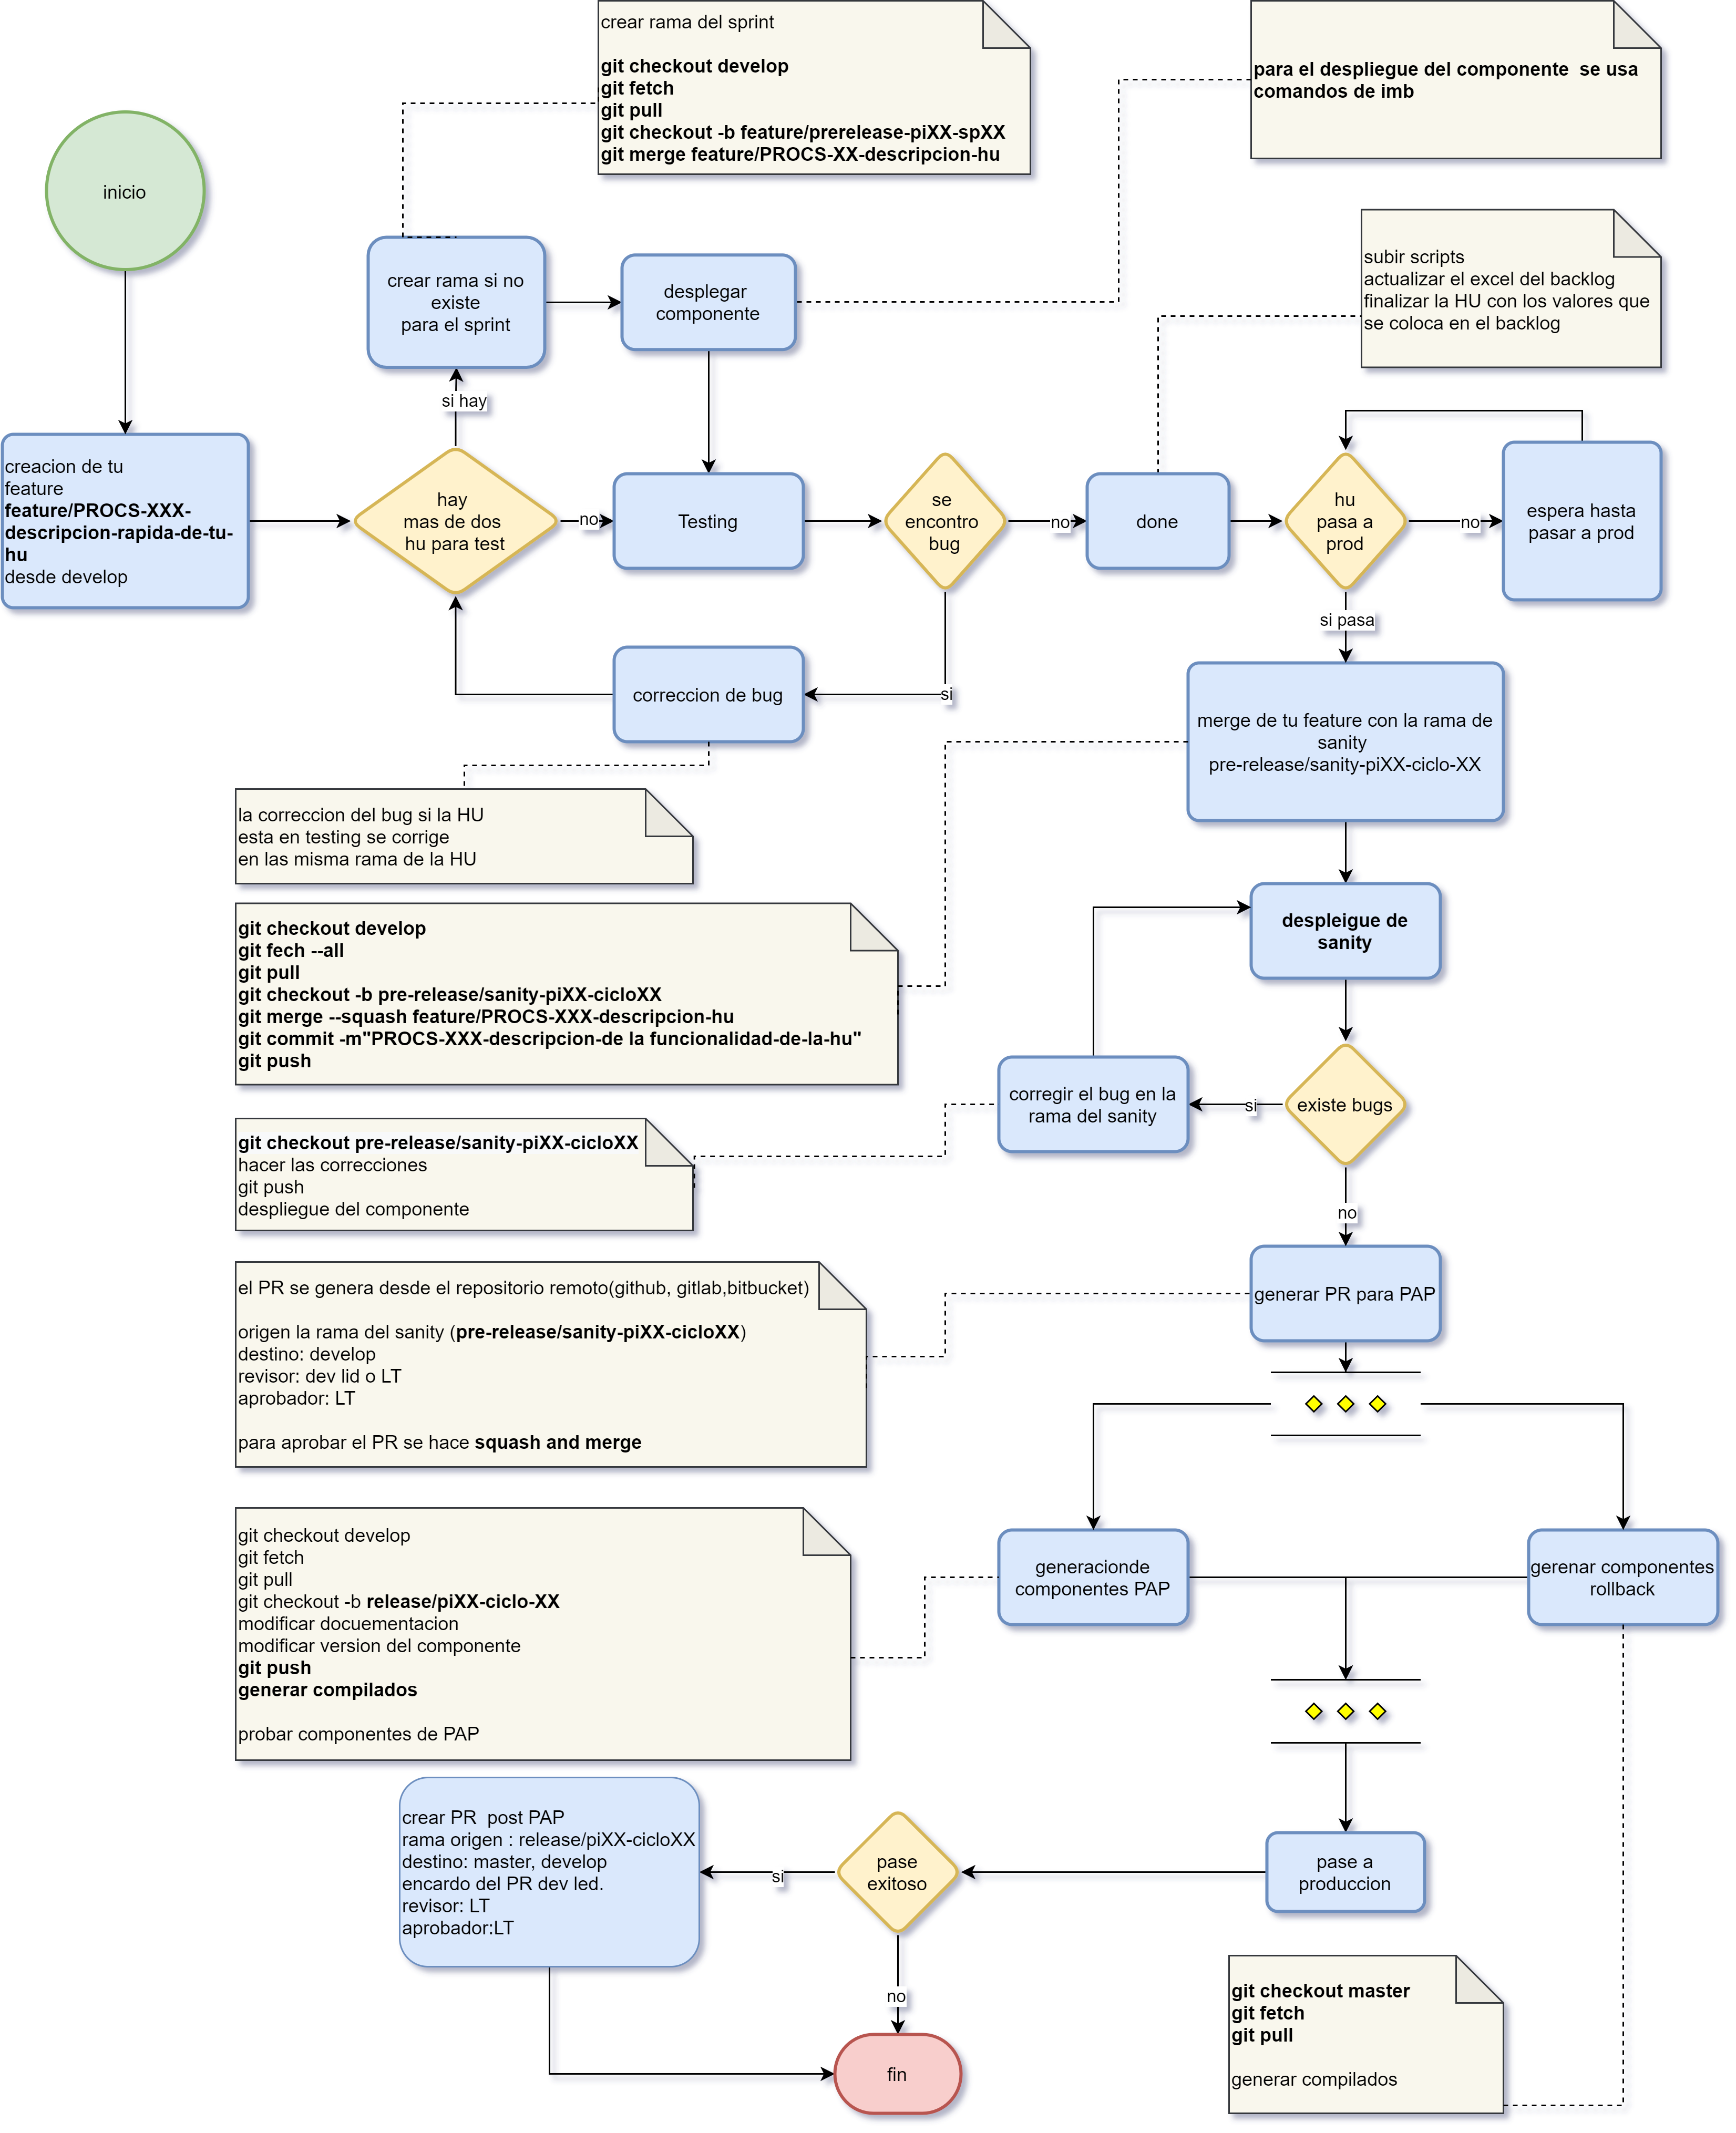 crear rama del sprint
git checkout develop
git fetch
git pull
git checkout -b feature/prerelease-piXX-spXX
git merge feature/PROCS-XX-descripcion-hu
para el despliegue del componente  se usa
comandos de imb
inicio
subir scripts
actualizar el excel del backlog
finalizar la HU con los valores que
se coloca en el backlog
crear rama si no
existe
para el sprint
desplegar
componente
si hay
creacion de tu
feature
feature/PROCS-XXX-
descripcion-rapida-de-tu-
hu
desde develop
hay
mas de dos
hu para test
no
Testing
se
encontro
bug
no
done
hu
pasa a
prod
no
espera hasta
pasar a prod
si pasa
correccion de bug
si
merge de tu feature con la rama de
sanity
pre-release/sanity-piXX-ciclo-XX
la correccion del bug si la HU
esta en testing se corrige
en las misma rama de la HU
git checkout develop
git fech --all
git pull
git checkout -b pre-release/sanity-piXX-cicloXX
git merge --squash feature/PROCS-XXX-descripcion-hu
git commit -m"PROCS-XXX-descripcion-de la funcionalidad-de-la-hu"
git push
despleigue de
sanity
corregir el bug en la
rama del sanity
si
existe bugs
git checkout pre-release/sanity-piXX-cicloXX
hacer las correcciones
git push
despliegue del componente
no
generar PR para PAP
el PR se genera desde el repositorio remoto(github, gitlab,bitbucket)
origen la rama del sanity (pre-release/sanity-piXX-cicloXX)
destino: develop
revisor: dev lid o LT
aprobador: LT
para aprobar el PR se hace squash and merge
git checkout develop
git fetch
git pull
git checkout -b release/piXX-ciclo-XX
modificar docuementacion
modificar version del componente
git push
generar compilados
probar componentes de PAP
generacionde
componentes PAP
gerenar componentes
rollback
crear PR  post PAP
rama origen : release/piXX-cicloXX
destino: master, develop
encardo del PR dev led.
revisor: LT
aprobador:LT
si
pase
exitoso
pase a
produccion
no
git checkout master
git fetch
git pull
generar compilados
fin